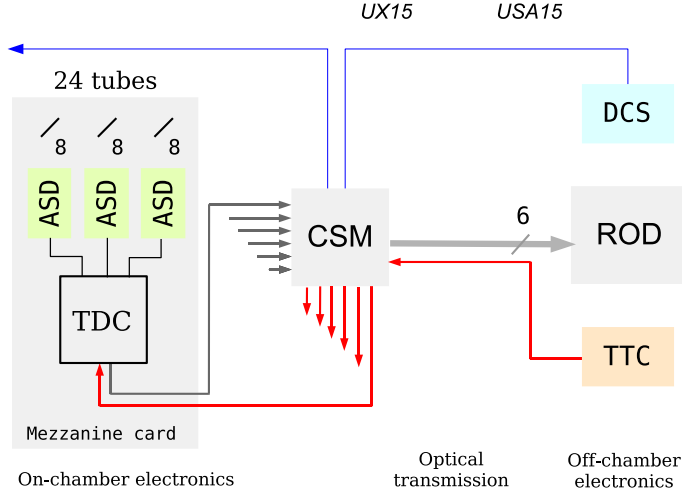 UX15 USA15
24 tubes
8 8 8
ASD ASD ASD
DCS
6
CSM
ROD
TDC
TTC
Mezzanine card
On-chamber electronics
Optical
transmission
Off-chamber
electronics